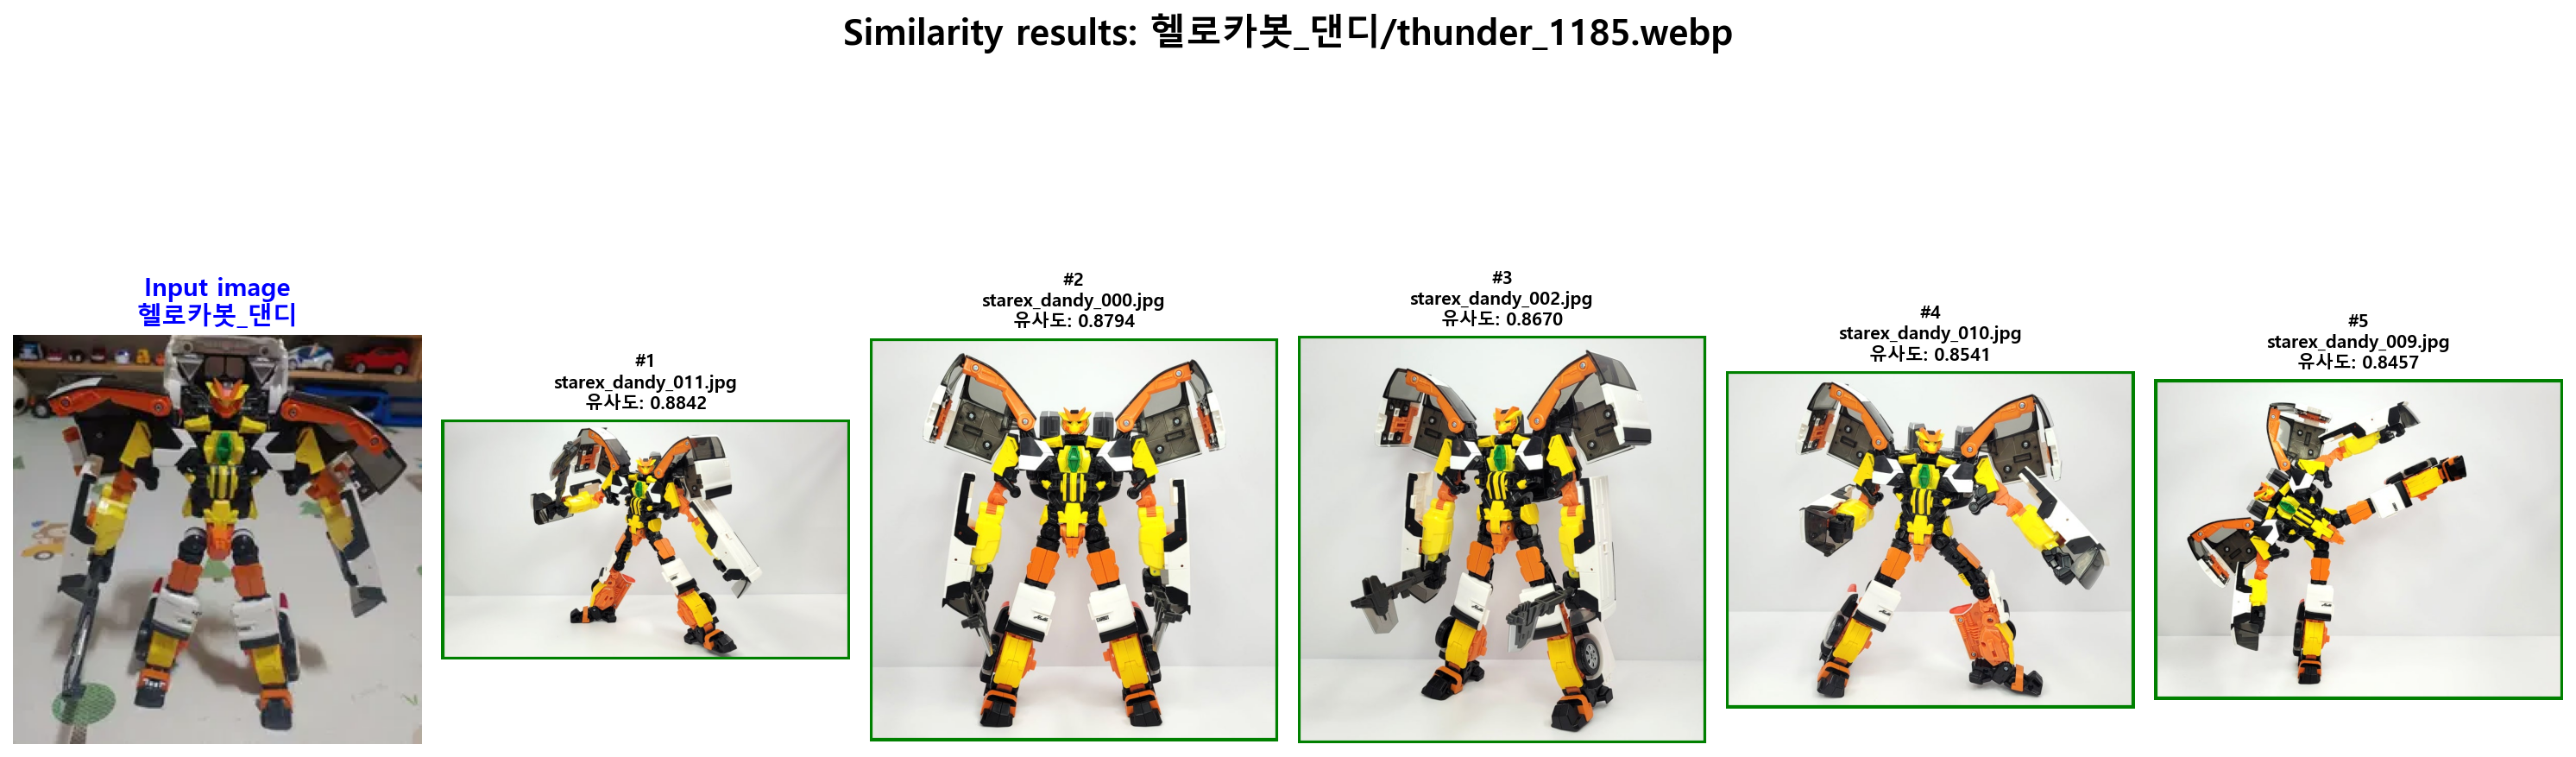 Similarity results: 헬로카봇_댄디/thunder_1185.webp
Input image
헬로카봇_댄디
#1
starex_dandy_011.jpg
유사도: 0.8842
#2
starex_dandy_000.jpg
유사도: 0.8794
#3
starex_dandy_002.jpg
유사도: 0.8670
#4
starex_dandy_010.jpg
유사도: 0.8541
#5
starex_dandy_009.jpg
유사도: 0.8457